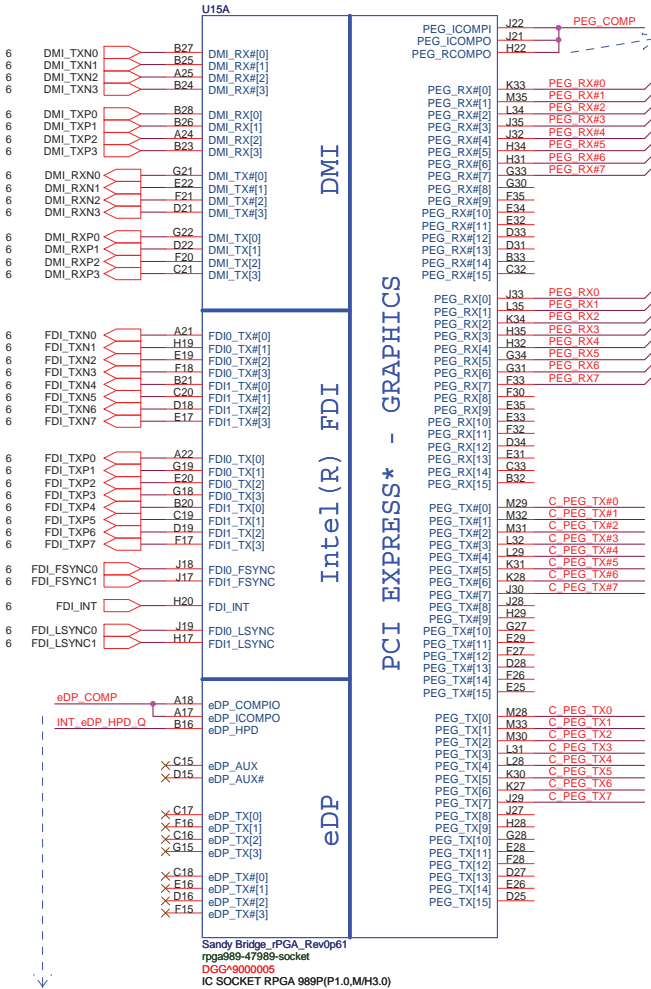 U15A
6 DMI_TXN0 B27 DMI_RX#[0]
6 DMI_TXN1 B25 DMI_RX#[1]
6 DMI_TXN2 A25 DMI_RX#[2]
6 DMI_TXN3 B24 DMI_RX#[3]
6 DMI_TXP0 B28 DMI_RX[0]
6 DMI_TXP1 B26 DMI_RX[1]
6 DMI_TXP2 A24 DMI_RX[2]
6 DMI_TXP3 B23 DMI_RX[3]
6 DMI_RXN0 G21 DMI_TX#[0]
6 DMI_RXN1 E22 DMI_TX#[1]
6 DMI_RXN2 F21 DMI_TX#[2]
6 DMI_RXN3 D21 DMI_TX#[3]
6 DMI_RXP0 G22 DMI_TX[0]
6 DMI_RXP1 D22 DMI_TX[1]
6 DMI_RXP2 F20 DMI_TX[2]
6 DMI_RXP3 C21 DMI_TX[3]
DMI
6 FDI_TXN0 A21 FDI0_TX#[0]
6 FDI_TXN1 H19 FDI0_TX#[1]
6 FDI_TXN2 E19 FDI0_TX#[2]
6 FDI_TXN3 F18 FDI0_TX#[3]
6 FDI_TXN4 B21 FDI1_TX#[0]
6 FDI_TXN5 C20 FDI1_TX#[1]
6 FDI_TXN6 D18 FDI1_TX#[2]
6 FDI_TXN7 E17 FDI1_TX#[3]
6 FDI_TXP0 A22 FDI0_TX[0]
6 FDI_TXP1 G19 FDI0_TX[1]
6 FDI_TXP2 E20 FDI0_TX[2]
6 FDI_TXP3 G18 FDI0_TX[3]
6 FDI_TXP4 B20 FDI1_TX[0]
6 FDI_TXP5 C19 FDI1_TX[1]
6 FDI_TXP6 D19 FDI1_TX[2]
6 FDI_TXP7 F17 FDI1_TX[3]
6 FDI_FSYNC0 J18 FDI0_FSYNC
6 FDI_FSYNC1 J17 FDI1_FSYNC
6 FDI_INT H20 FDI_INT
6 FDI_LSYNC0 J19 FDI0_LSYNC
6 FDI_LSYNC1 H17 FDI1_LSYNC
Intel(R) FDI
eDP_COMP A18 eDP_COMPIO
A17 eDP_ICOMPO
INT_eDP_HPD_Q B16 eDP_HPD
C15 eDP_AUX
D15 eDP_AUX#
C17 eDP_TX[0]
F16 eDP_TX[1]
C16 eDP_TX[2]
G15 eDP_TX[3]
C18 eDP_TX#[0]
E16 eDP_TX#[1]
D16 eDP_TX#[2]
F15 eDP_TX#[3]
eDP
PCI EXPRESS* - GRAPHICS
PEG_ICOMPI J22 PEG_COMP
PEG_ICOMPO J21
PEG_RCOMPO H22
PEG_RX#[0] K33 PEG_RX#0
PEG_RX#[1] M35 PEG_RX#1
PEG_RX#[2] L34 PEG_RX#2
PEG_RX#[3] J35 PEG_RX#3
PEG_RX#[4] J32 PEG_RX#4
PEG_RX#[5] H34 PEG_RX#5
PEG_RX#[6] H31 PEG_RX#6
PEG_RX#[7] G33 PEG_RX#7
PEG_RX#[8] G30
PEG_RX#[9] F35
PEG_RX#[10] E34
PEG_RX#[11] E32
PEG_RX#[12] D33
PEG_RX#[13] D31
PEG_RX#[14] B33
PEG_RX#[15] C32
PEG_RX[0] J33 PEG_RX0
PEG_RX[1] L35 PEG_RX1
PEG_RX[2] K34 PEG_RX2
PEG_RX[3] H35 PEG_RX3
PEG_RX[4] H32 PEG_RX4
PEG_RX[5] G34 PEG_RX5
PEG_RX[6] G31 PEG_RX6
PEG_RX[7] F33 PEG_RX7
PEG_RX[8] F30
PEG_RX[9] E35
PEG_RX[10] E33
PEG_RX[11] F32
PEG_RX[12] D34
PEG_RX[13] E31
PEG_RX[14] C33
PEG_RX[15] B32
PEG_TX#[0] M29 C_PEG_TX#0
PEG_TX#[1] M32 C_PEG_TX#1
PEG_TX#[2] M31 C_PEG_TX#2
PEG_TX#[3] L32 C_PEG_TX#3
PEG_TX#[4] L29 C_PEG_TX#4
PEG_TX#[5] K31 C_PEG_TX#5
PEG_TX#[6] K28 C_PEG_TX#6
PEG_TX#[7] J30 C_PEG_TX#7
PEG_TX#[8] J28
PEG_TX#[9] H29
PEG_TX#[10] G27
PEG_TX#[11] E29
PEG_TX#[12] F27
PEG_TX#[13] D28
PEG_TX#[14] F26
PEG_TX#[15] E25
PEG_TX[0] M28 C_PEG_TX0
PEG_TX[1] M33 C_PEG_TX1
PEG_TX[2] M30 C_PEG_TX2
PEG_TX[3] L31 C_PEG_TX3
PEG_TX[4] L28 C_PEG_TX4
PEG_TX[5] K30 C_PEG_TX5
PEG_TX[6] K27 C_PEG_TX6
PEG_TX[7] J29 C_PEG_TX7
PEG_TX[8] J27
PEG_TX[9] H28
PEG_TX[10] G28
PEG_TX[11] E28
PEG_TX[12] F28
PEG_TX[13] D27
PEG_TX[14] E26
PEG_TX[15] D25
Sandy Bridge_rPGA_Rev0p61
rpga989-47989-socket
DGG^9000005
IC SOCKET RPGA 989P(P1.0,M/H3.0)